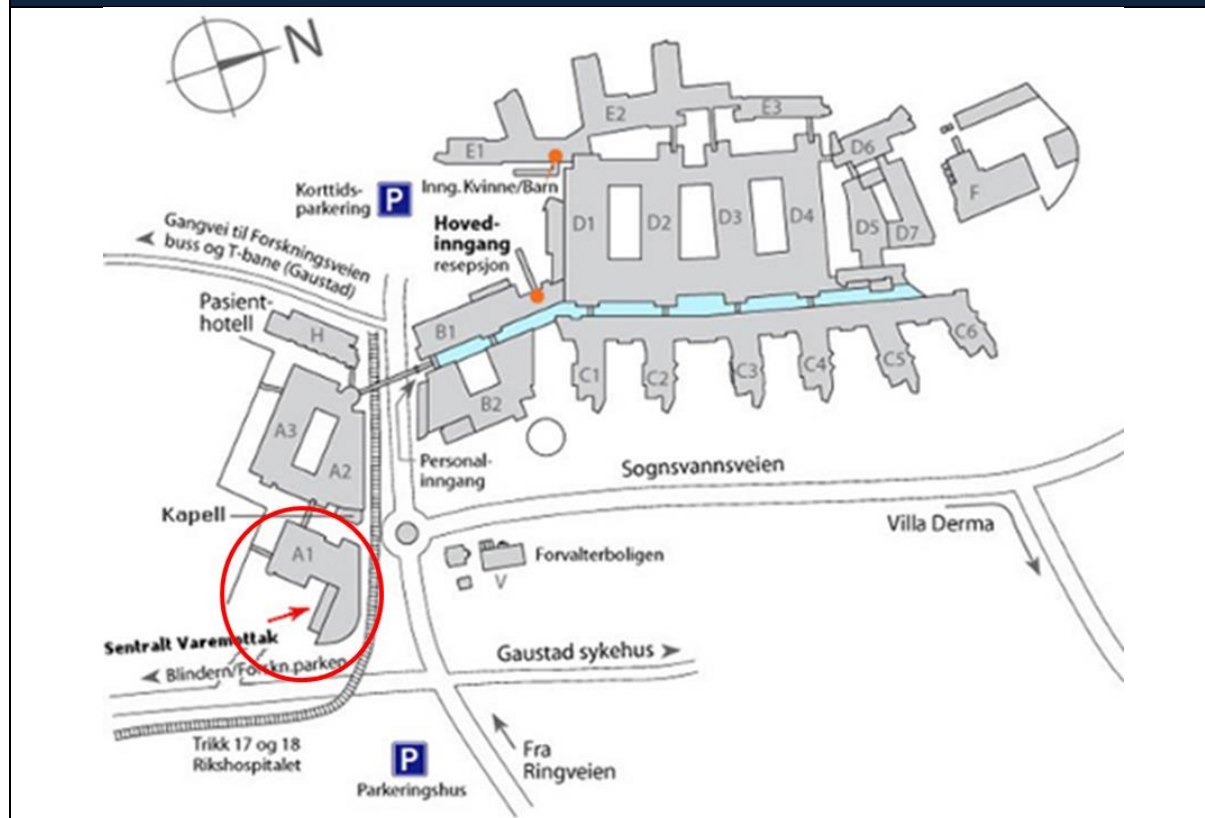 N
E2
E3
E1
D6
F
Korttids-
parkering
P
Inng. Kvinne/Barn
Hoved-
inngang
resepsjon
D1
D2
D3
D4
D5
D7
Gangvei til Forskningsveien
buss og T-bane (Gaustad)
Pasient-
hotell
H
B1
B2
C1
C2
C3
C4
C5
C6
A3
A2
Personal-
inngang
Sognsvannsveien
Kapell
A1
Villa Derma
Forvalterboligen
V
Sentralt Varemottak
Blindern/Forskn.parken
Gaustad sykehus
Trikk 17 og 18
Rikshospitalet
P
Parkeringshus
Fra
Ringveien